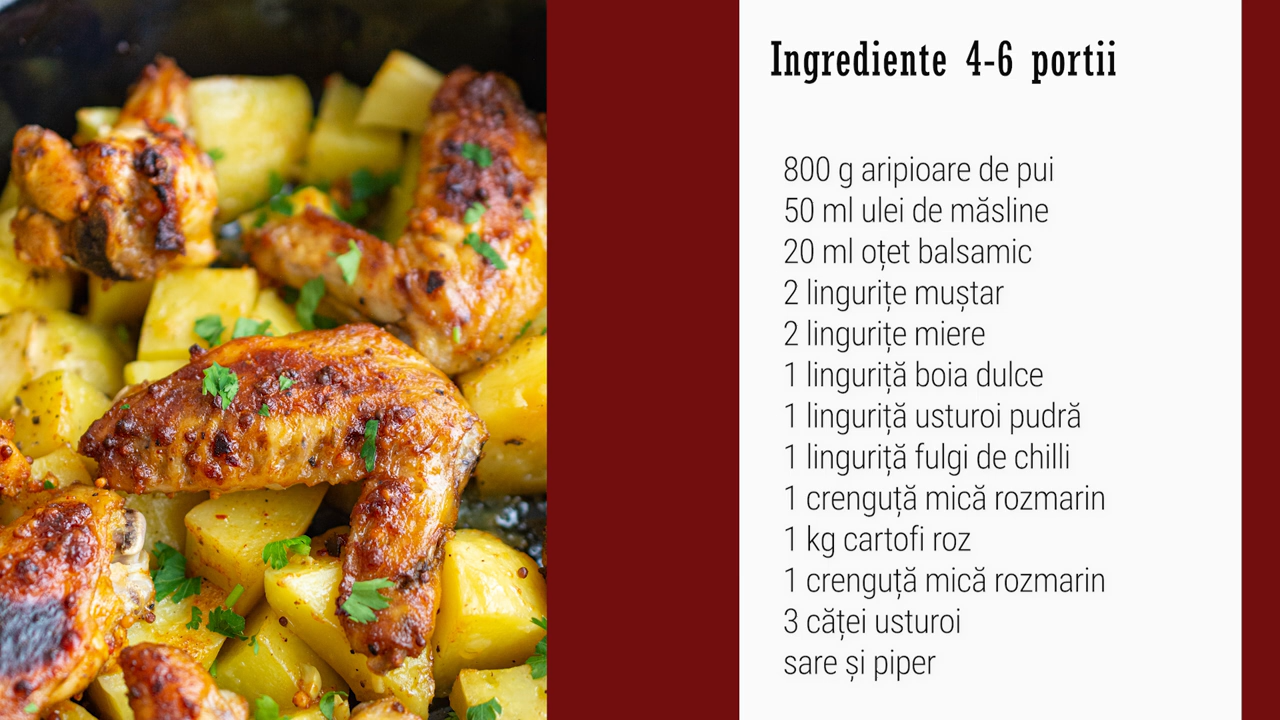 Ingrediente 4-6 portii
800 g aripioare de pui
50 ml ulei de măsline
20 ml oțet balsamic
2 lingurițe muștar
2 lingurițe miere
1 linguriță boia dulce
1 linguriță usturoi pudră
1 linguriță fulgi de chilli
1 crenguță mică rozmarin
1 kg cartofi roz
1 crenguță mică rozmarin
3 căței usturoi
sare și piper